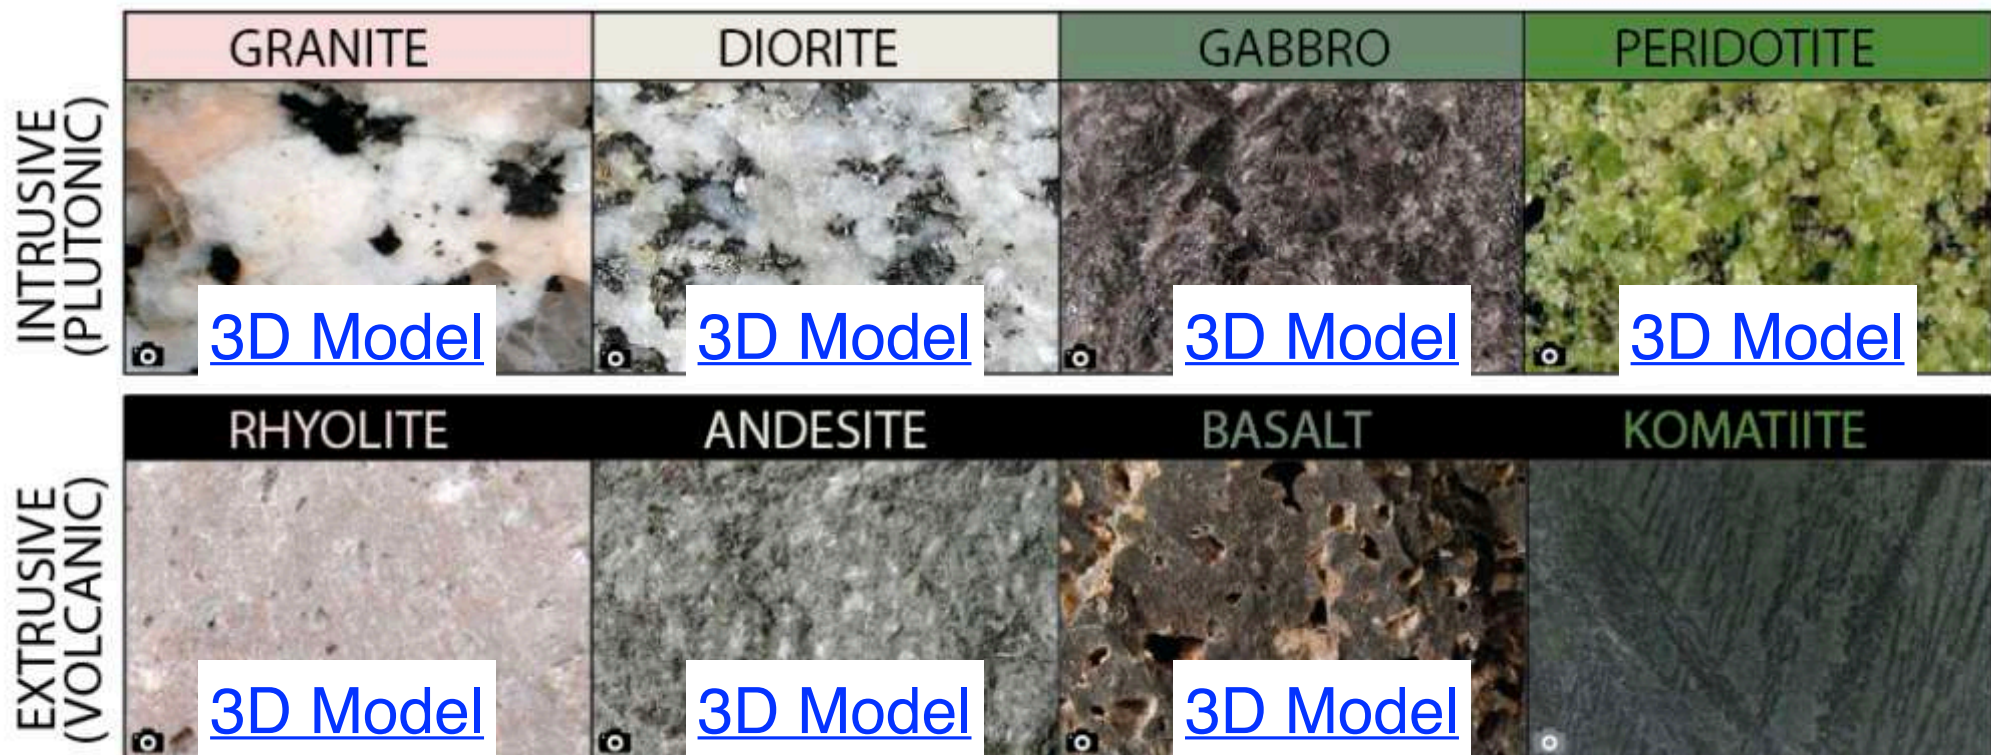 INTRUSIVE
(PLUTONIC)
GRANITE
DIORITE
GABBRO
PERIDOTITE
3D Model
3D Model
3D Model
3D Model
EXTRUSIVE
(VOLCANIC)
RHYOLITE
ANDESITE
BASALT
KOMATIITE
3D Model
3D Model
3D Model